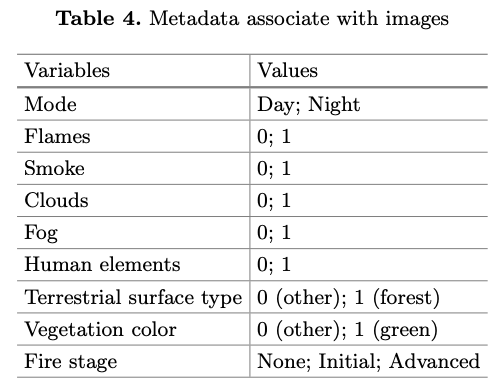 Table 4. Metadata associate with images
Variables Values
Mode Day; Night
Flames 0; 1
Smoke 0; 1
Clouds 0; 1
Fog 0; 1
Human elements 0; 1
Terrestrial surface type 0 (other); 1 (forest)
Vegetation color 0 (other); 1 (green)
Fire stage None; Initial; Advanced